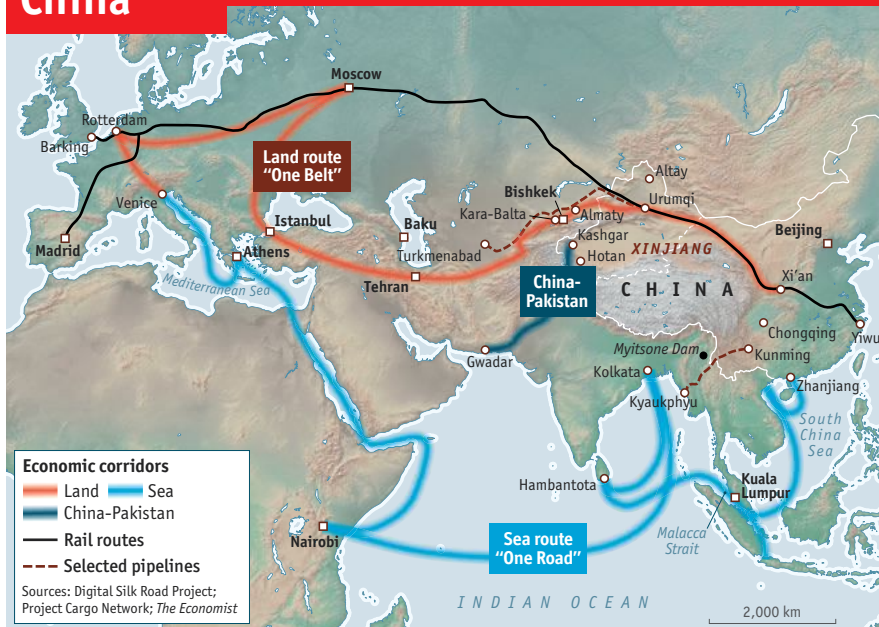 China
Moscow
Rotterdam
Barking
Land route
“One Belt”
Altay
Bishkek
Urumqi
Venice
Kara-Balta
Almaty
Istanbul
Baku
Kashgar
Beijing
Madrid
Athens
Turkmenabad
Hotan
XINJIANG
Mediterranean Sea
Tehran
China-
Pakistan
CHINA
Xi’an
Chongqing
Yiwu
Gwadar
Myitsone Dam
Kunming
Kolkata
Zhanjiang
Kyaukphyu
South
China
Sea
Economic corridors
Land
Sea
China-Pakistan
Rail routes
Selected pipelines
Sources: Digital Silk Road Project;
Project Cargo Network; The Economist
Hambantota
Kuala
Lumpur
Nairobi
Sea route
“One Road”
Malacca
Strait
INDIAN OCEAN
2,000 km